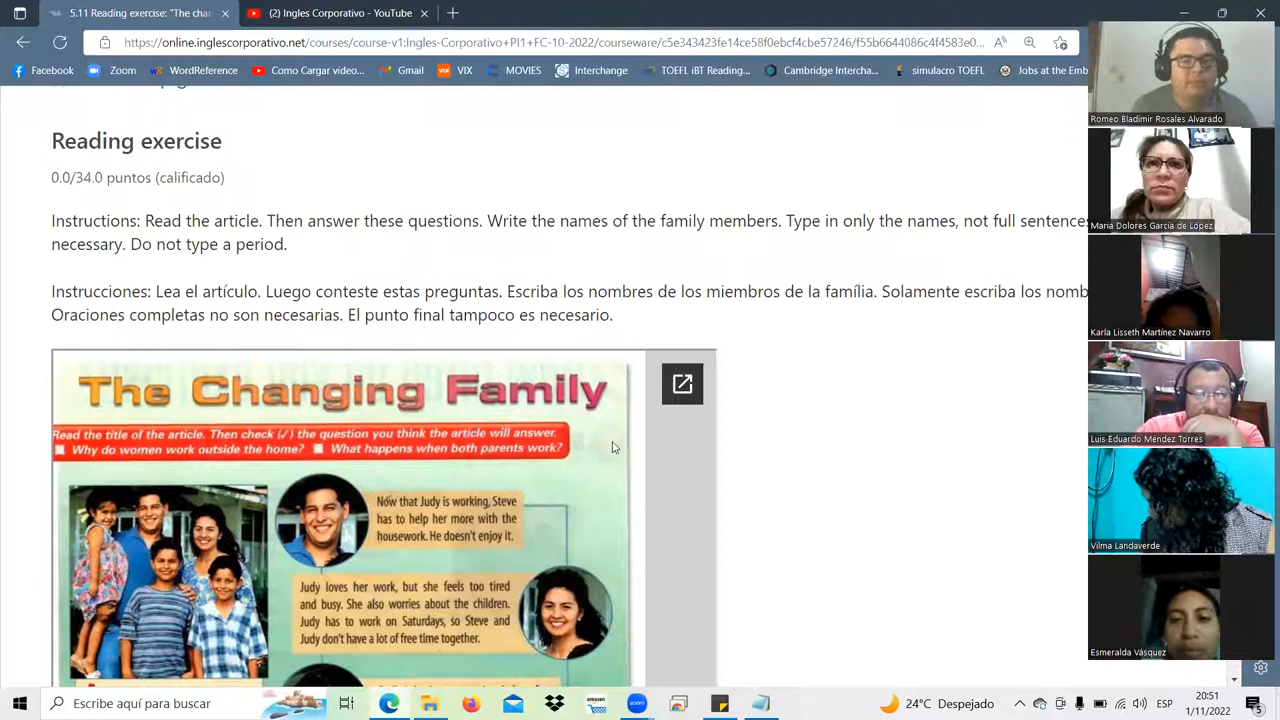 5.11 Reading exercise: "The chan
(2) Ingles Corporativo - YouTube
https://online.inglescorporativo.net/courses/course-v1:Ingles-Corporativo+PI1+FC-10-2022/courseware/c5e343423fe14ce58f0ebcf4cbe57246/f55b6644086c4f4583e0...
Facebook
Zoom
WordReference
Como Cargar video...
Gmail
VIX
MOVIES
Interchange
TOEFL iBT Reading...
Cambridge Intercha...
simulacro TOEFL
Jobs at the Emb
Reading exercise
0.0/34.0 puntos (calificado)
Instructions: Read the article. Then answer these questions. Write the names of the family members. Type in only the names, not full sentences
necessary. Do not type a period.
Instrucciones: Lea el artículo. Luego conteste estas preguntas. Escriba los nombres de los miembros de la família. Solamente escriba los nomb
Oraciones completas no son necesarias. El punto final tampoco es necesario.
The Changing Family
Read the title of the article. Then check (✓) the question you think the article will answer.
Why do women work outside the home?
What happens when both parents work?
Now that Judy is working, Steve
has to help her more with the
housework. He doesn't enjoy it.
Judy loves her work, but she feels too tired
and busy. She also worries about the children.
Judy has to work on Saturdays, so Steve and
Judy don't have a lot of free time together.
Romeo Bladimir Rosales Alvarado
Maria Dolores Garcia de López
Karla Lisseth Martínez Navarro
Luis Eduardo Méndez Torres
Vilma Landaverde
Esmeralda Vásquez
Escribe aquí para buscar
amazon
zoom
24°C Despejado
ESP
20:51
1/11/2022
5